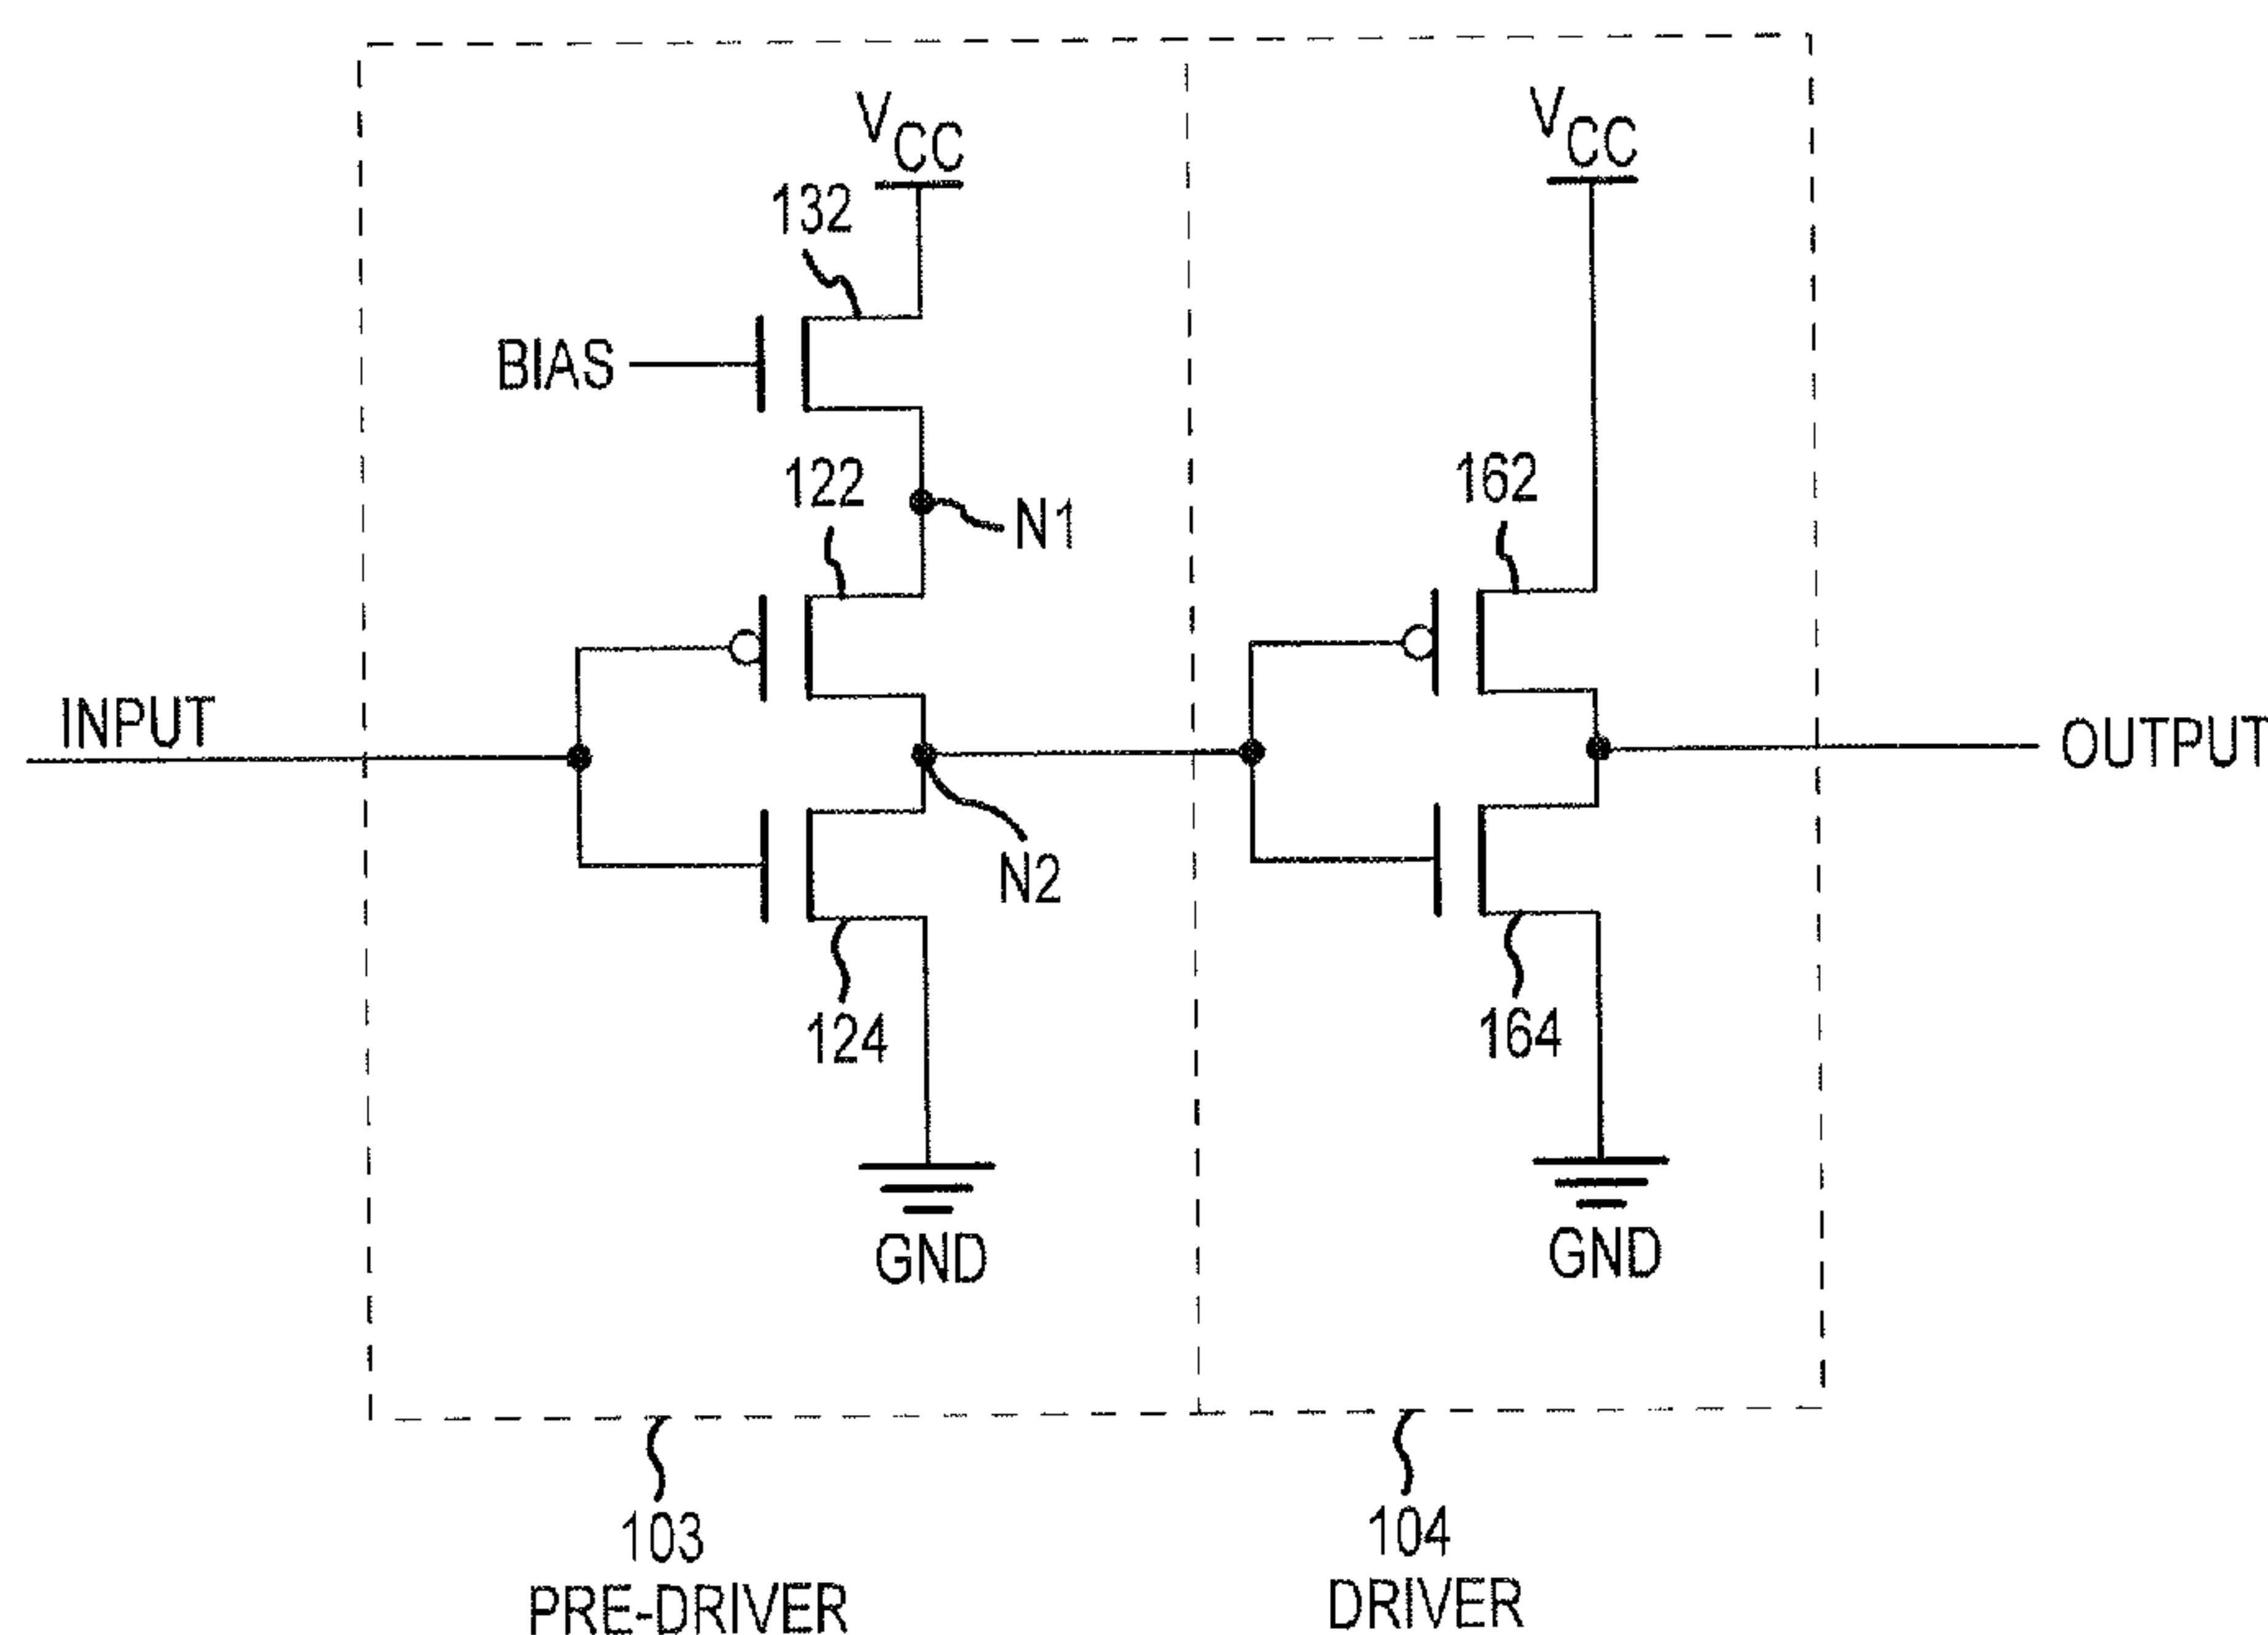 VCC
VCC
132
BIAS
122
N1
162
INPUT
OUTPUT
N2
124
164
GND
GND
103
PRE-DRIVER
104
DRIVER